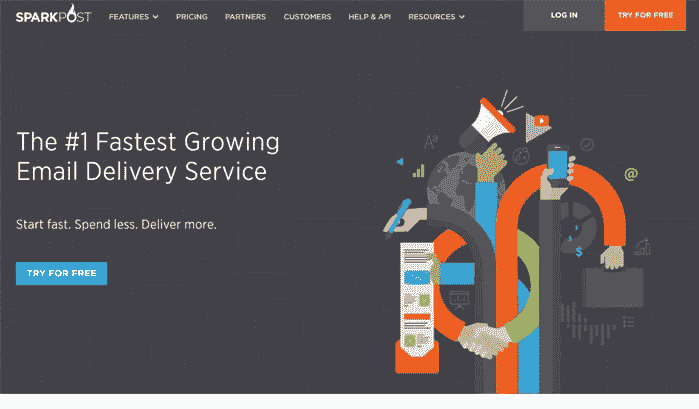 SPARKPOST
FEATURES PRICING PARTNERS CUSTOMERS HELP & API RESOURCES LOG IN TRY FOR FREE
The #1 Fastest Growing
Email Delivery Service
Start fast. Spend less. Deliver more.
TRY FOR FREE
A
@
$
$